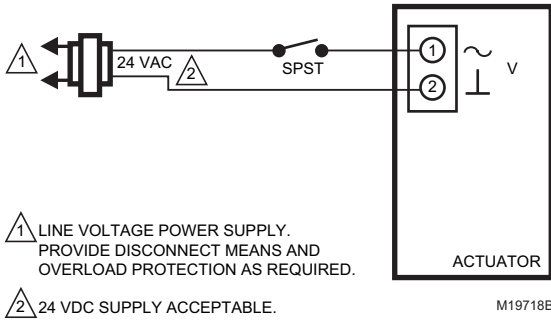 1
24 VAC
2
SPST
1
2
V
ACTUATOR
1 LINE VOLTAGE POWER SUPPLY.
PROVIDE DISCONNECT MEANS AND
OVERLOAD PROTECTION AS REQUIRED.
2 24 VDC SUPPLY ACCEPTABLE.
M19718B